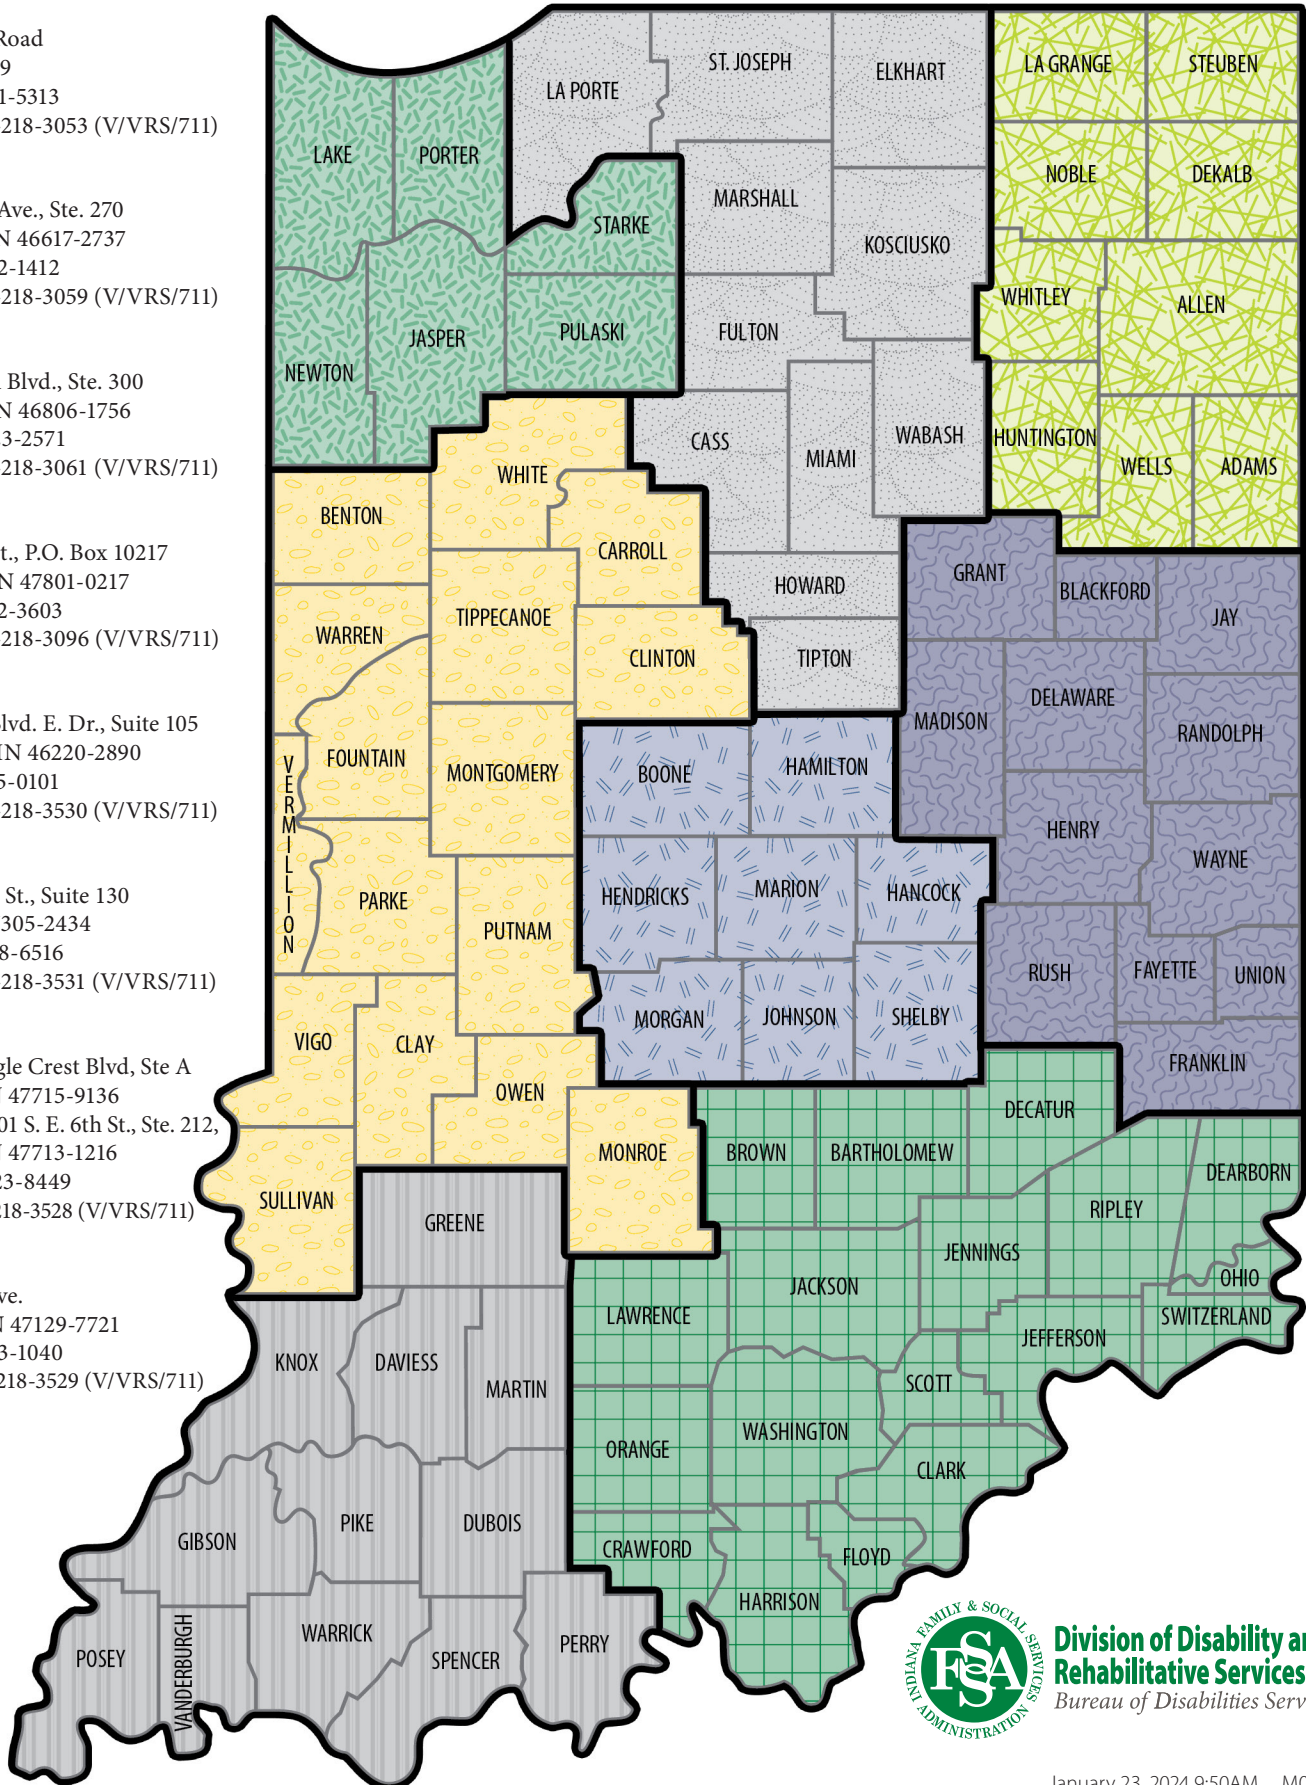 Road
9
1-5313
-218-3053 (V/VRS/711)
Ave., Ste. 270
N 46617-2737
2-1412
-218-3059 (V/VRS/711)
Blvd., Ste. 300
N 46806-1756
23-2571
-218-3061 (V/VRS/711)
t., P.O. Box 10217
N 47801-0217
2-3603
-218-3096 (V/VRS/711)
Blvd. E. Dr., Suite 105
IN 46220-2890
5-0101
-218-3530 (V/VRS/711)
St., Suite 130
305-2434
8-6516
-218-3531 (V/VRS/711)
gle Crest Blvd, Ste A
N 47715-9136
01 S. E. 6th St., Ste. 212,
N 47713-1216
23-8449
218-3528 (V/VRS/711)
ve.
N 47129-7721
3-1040
218-3529 (V/VRS/711)
LAKE
PORTER
LA PORTE
ST. JOSEPH
ELKHART
LA GRANGE
STEUBEN
NOBLE
DEKALB
STARKE
MARSHALL
KOSCIUSKO
WHITLEY
ALLEN
NEWTON
JASPER
PULASKI
FULTON
CASS
MIAMI
WABASH
HUNTINGTON
WELLS
ADAMS
BENTON
WHITE
CARROLL
HOWARD
GRANT
BLACKFORD
JAY
WARREN
TIPPECANOE
CLINTON
TIPTON
MADISON
DELAWARE
RANDOLPH
VERMILLION
FOUNTAIN
MONTGOMERY
BOONE
HAMILTON
HENRY
WAYNE
PARKE
PUTNAM
HENDRICKS
MARION
HANCOCK
RUSH
FAYETTE
UNION
VIGO
CLAY
OWEN
MORGAN
JOHNSON
SHELBY
FRANKLIN
SULLIVAN
GREENE
MONROE
BROWN
BARTHOLOMEW
DECATUR
RIPLEY
DEARBORN
OHIO
SWITZERLAND
JENNINGS
JACKSON
LAWRENCE
JEFFERSON
KNOX
DAVIESS
MARTIN
ORANGE
WASHINGTON
SCOTT
CLARK
GIBSON
PIKE
DUBOIS
CRAWFORD
HARRISON
FLOYD
POSEY
VANDERBURGH
WARRICK
SPENCER
PERRY
INDIANA FAMILY & SOCIAL SERVICES ADMINISTRATION
FSSA
Division of Disability a
Rehabilitative Services
Bureau of Disabilities Serv
January 23, 2024 9:50AM